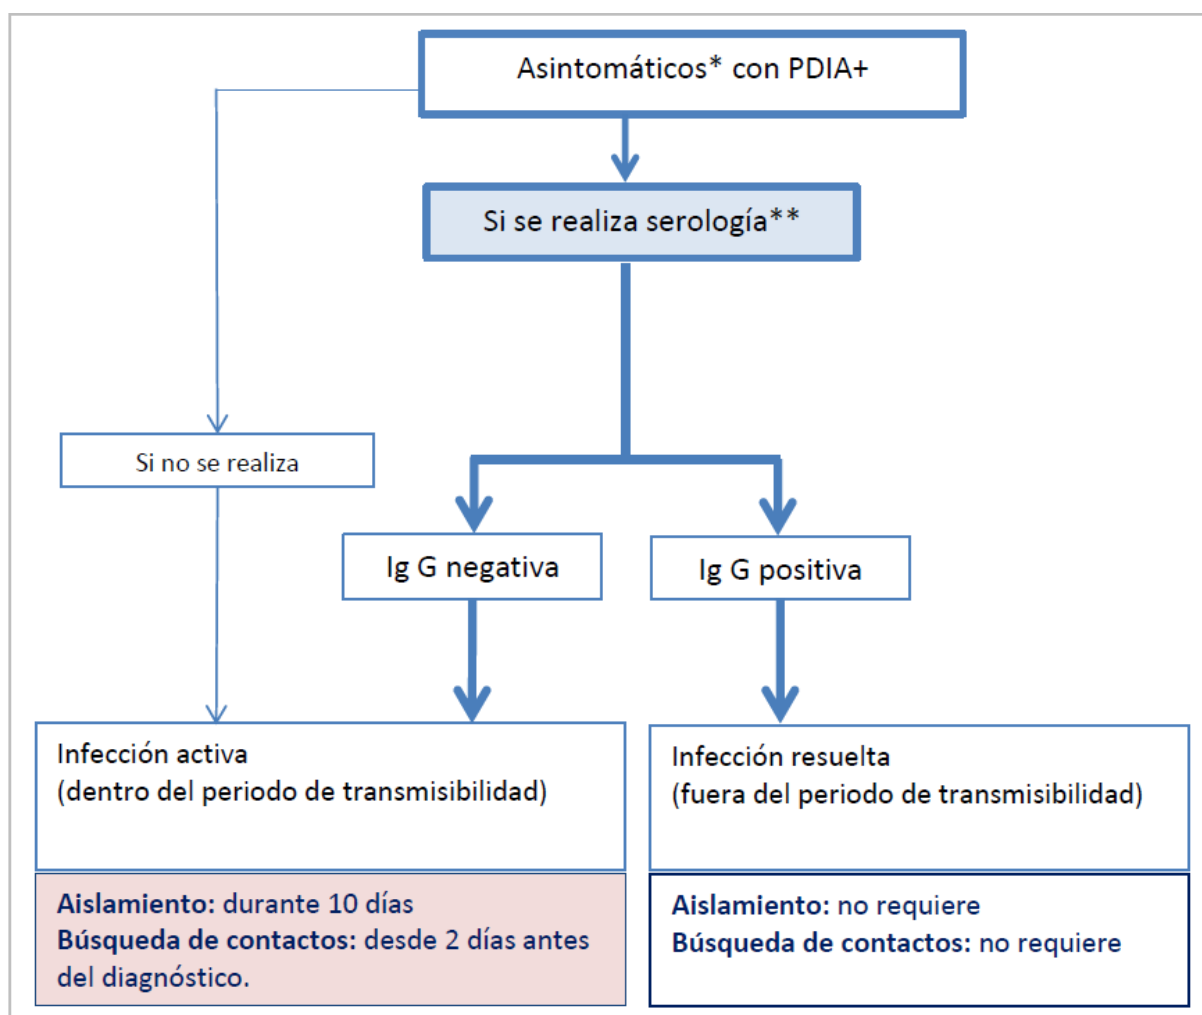 Asintomáticos* con PDIA+
Si se realiza serología**
Si no se realiza
Ig G negativa
Ig G positiva
Infección activa
(dentro del periodo de transmisibilidad)
Infección resuelta
(fuera del periodo de transmisibilidad)
Aislamiento: durante 10 días
Búsqueda de contactos: desde 2 días antes
del diagnóstico.
Aislamiento: no requiere
Búsqueda de contactos: no requiere